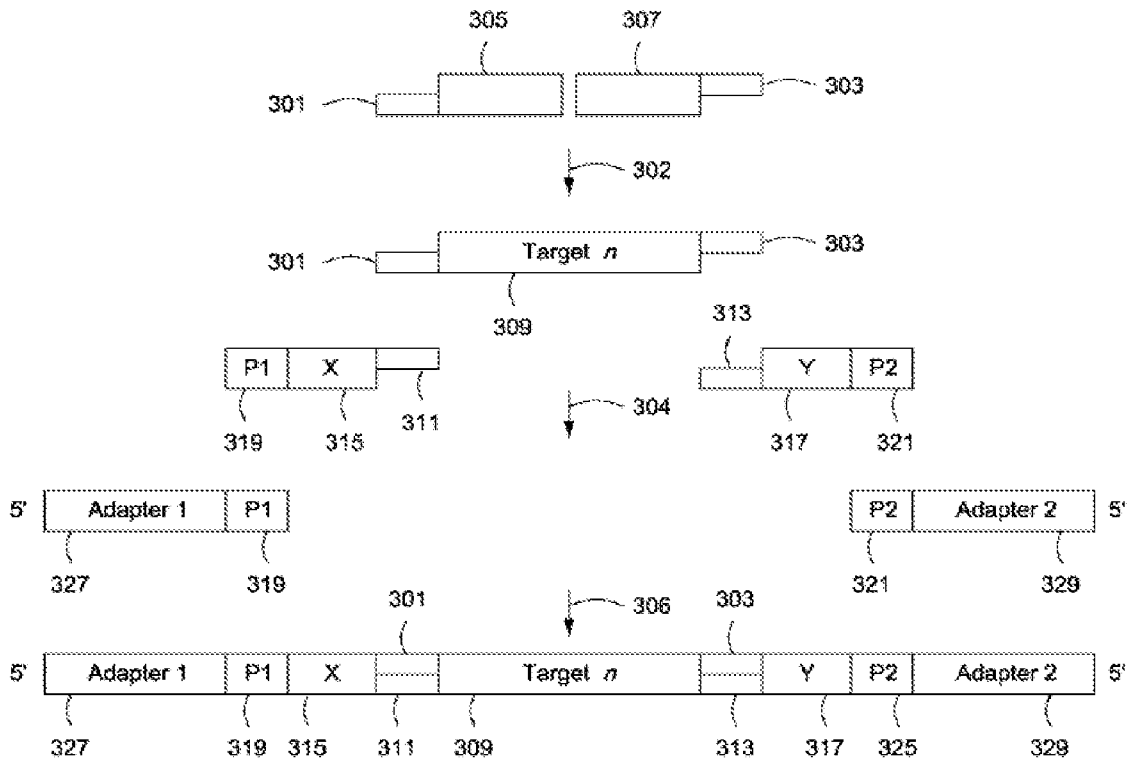 305 307
301 303
302
301 Target n 303
309
313
P1 X Y P2
304
319 315 311 317 321
5' Adapter 1 P1 P2 Adapter 2 5'
327 319 321 329
301 303
306
5' Adapter 1 P1 X Target n Y P2 Adapter 2 5'
327 319 315 311 309 313 317 325 329